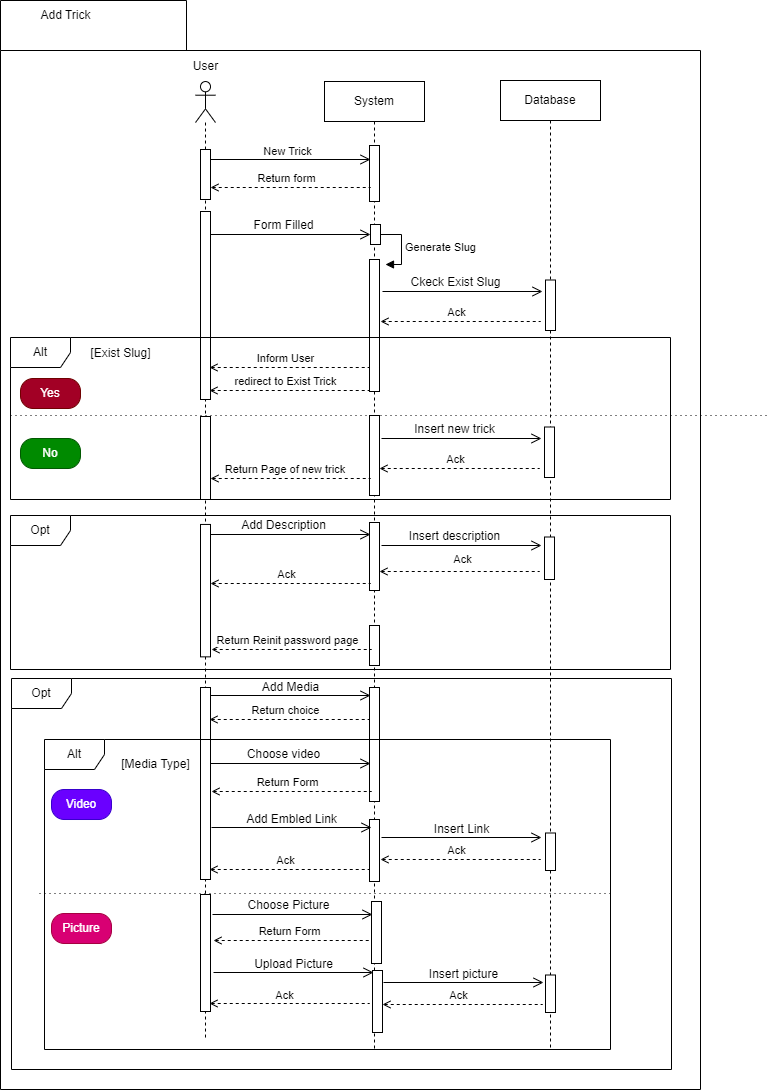 Add Trick
User
System
Database
New Trick
Return form
Form Filled
Generate Slug
Ckeck Exist Slug
Ack
Alt
[Exist Slug]
Inform User
redirect to Exist Trick
Yes
Insert new trick
No
Ack
Return Page of new trick
Opt
Add Description
Insert description
Ack
Ack
Return Reinit password page
Opt
Add Media
Return choice
Alt
[Media Type]
Choose video
Return Form
Video
Add Embled Link
Insert Link
Ack
Ack
Choose Picture
Picture
Return Form
Upload Picture
Insert picture
Ack
Ack